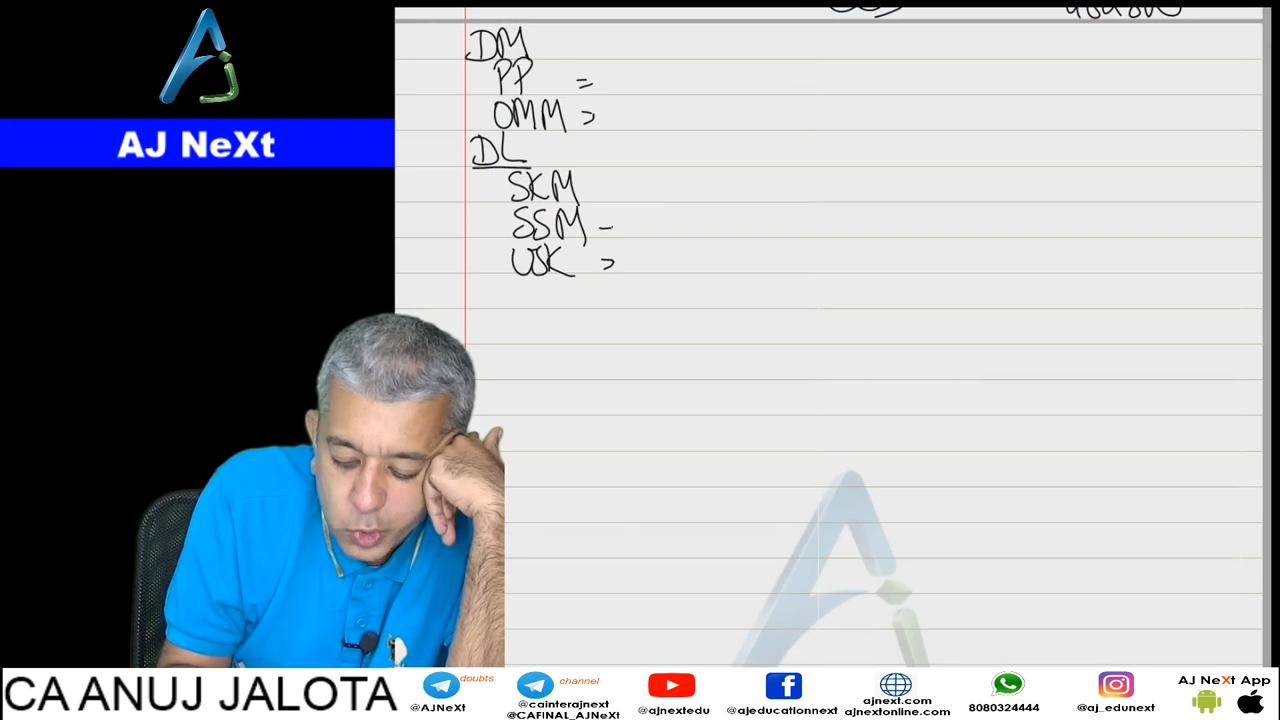 AJ NeXt
DM
PP =
OMM =
DL
SKM
SSM -
USK =
CA ANUJ JALOTA
doubts
@AJNeXt
channel
@cainterajnext
@CAFINAL_AJNeXt
@ajnextedu
@ajeducationnext
ajnext.com
ajnextonline.com
8080324444
@aj_edunext
AJ NeXt App